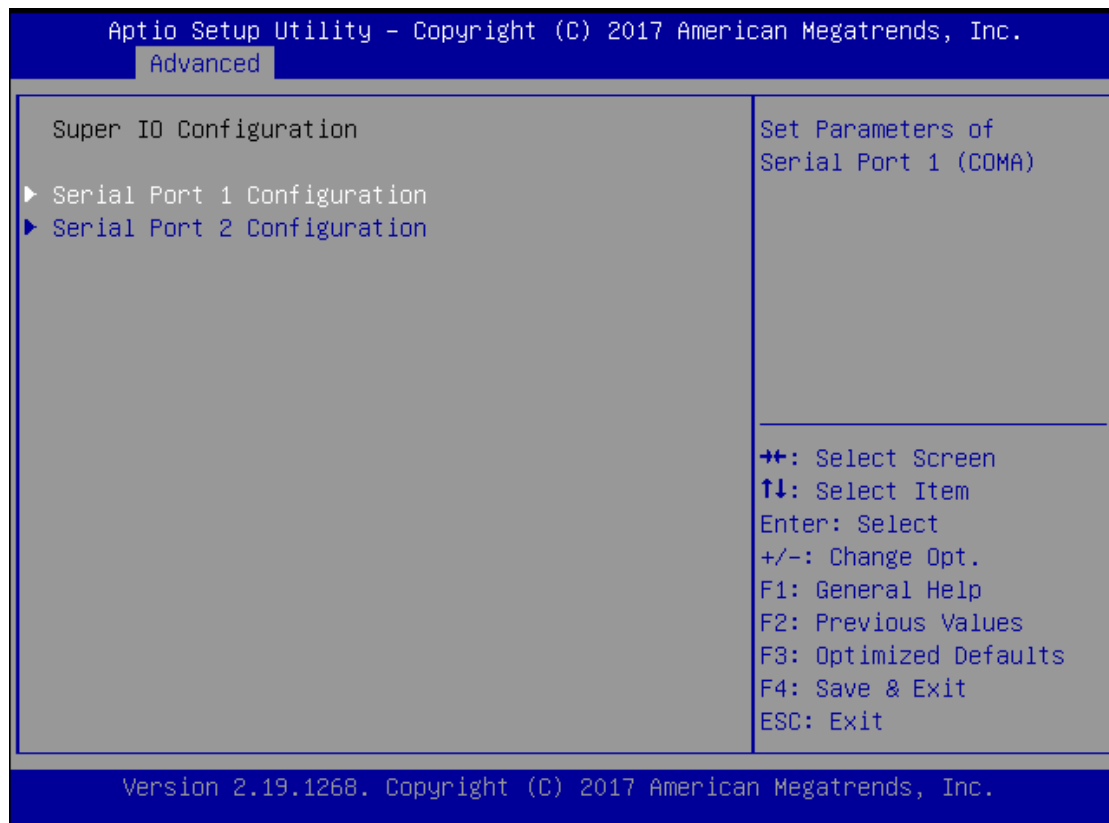 Aptio Setup Utility – Copyright (C) 2017 American Megatrends, Inc.
Advanced
Super IO Configuration
▶ Serial Port 1 Configuration
▶ Serial Port 2 Configuration
Set Parameters of
Serial Port 1 (COMA)
→←: Select Screen
↑↓: Select Item
Enter: Select
+/-: Change Opt.
F1: General Help
F2: Previous Values
F3: Optimized Defaults
F4: Save & Exit
ESC: Exit
Version 2.19.1268. Copyright (C) 2017 American Megatrends, Inc.